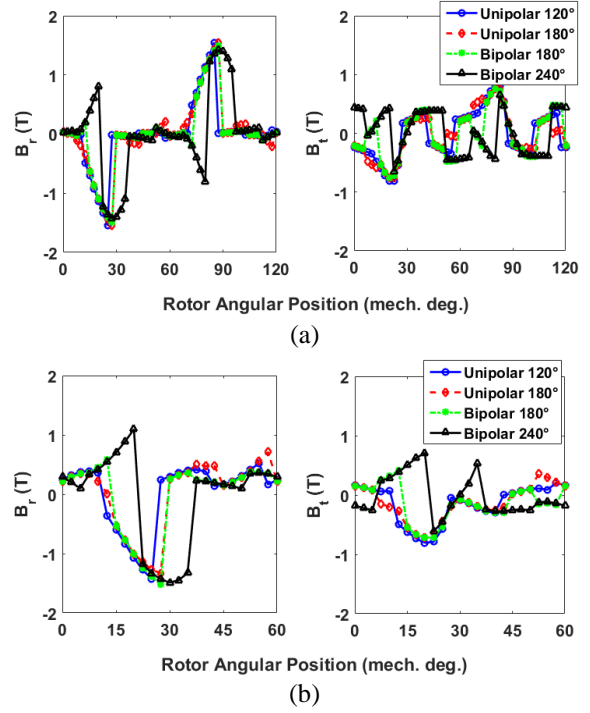 Unipolar 120°
Unipolar 180°
Bipolar 180°
Bipolar 240°
2
1
0
-1
-2
B_r (T)
0 30 60 90 120
2
1
0
-1
-2
B_t (T)
0 30 60 90 120
Rotor Angular Position (mech. deg.)
(a)
Unipolar 120°
Unipolar 180°
Bipolar 180°
Bipolar 240°
2
1
0
-1
-2
B_r (T)
0 15 30 45 60
2
1
0
-1
-2
B_t (T)
0 15 30 45 60
Rotor Angular Position (mech. deg.)
(b)